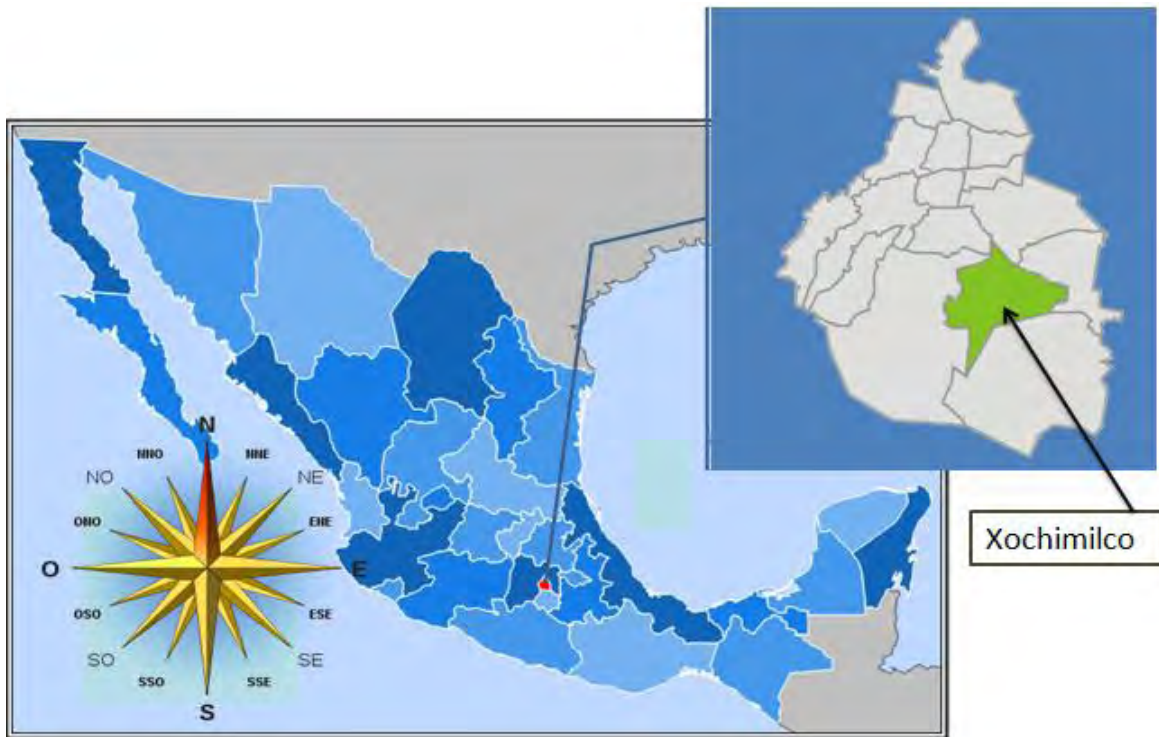 Xochimilco
N
NNO
NNE
NO
NE
ONO
ENE
O
E
OSO
ESE
SO
SE
SSO
SSE
S